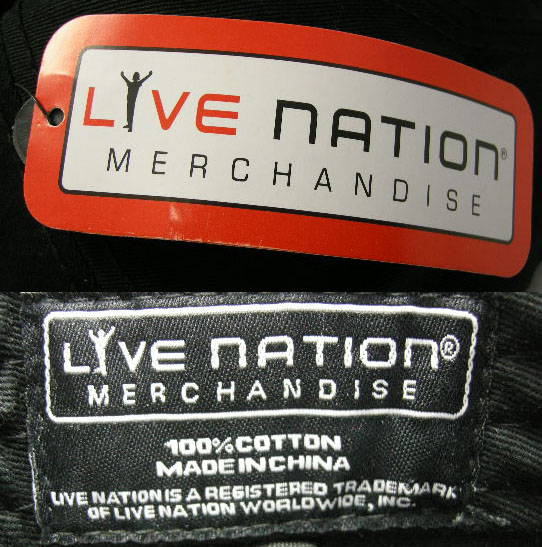 LIVE NATION®
MERCHANDISE
LIVE NATION®
MERCHANDISE
100% COTTON
MADE IN CHINA
LIVE NATION IS A REGISTERED TRADEMARK
OF LIVE NATION WORLDWIDE, INC.